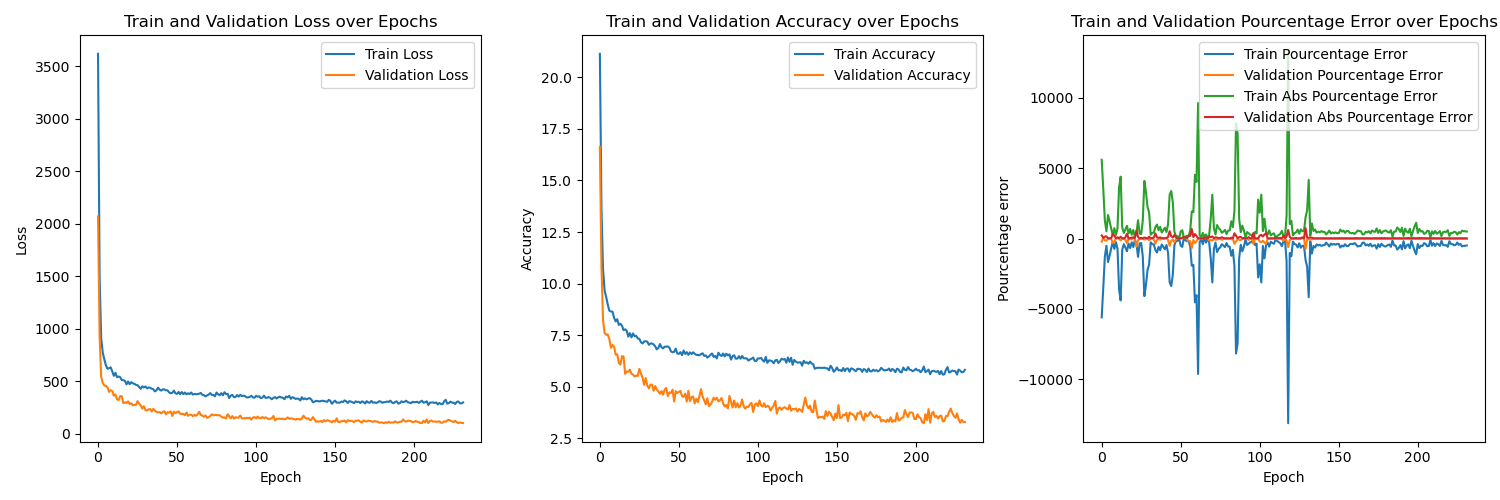 Train and Validation Loss over Epochs
Train Loss
Validation Loss
3500
3000
2500
2000
1500
1000
500
0
Loss
0 50 100 150 200
Epoch
Train and Validation Accuracy over Epochs
Train Accuracy
Validation Accuracy
20.0
17.5
15.0
12.5
10.0
7.5
5.0
2.5
Accuracy
0 50 100 150 200
Epoch
Train and Validation Pourcentage Error over Epochs
Train Pourcentage Error
Validation Pourcentage Error
Train Abs Pourcentage Error
Validation Abs Pourcentage Error
10000
5000
0
−5000
−10000
Pourcentage error
0 50 100 150 200
Epoch